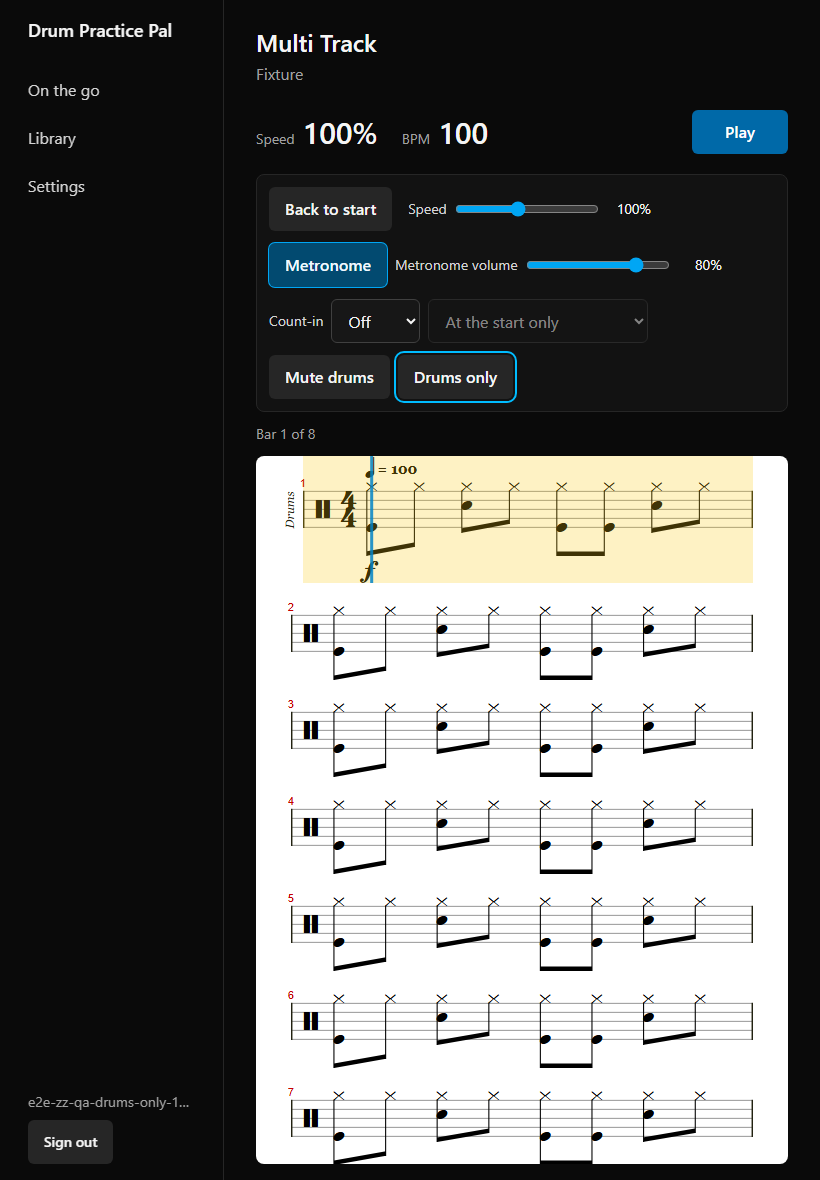 Drum Practice Pal
On the go
Library
Settings
e2e-zz-qa-drums-only-1...
Sign out
Multi Track
Fixture
Speed 100% BPM 100
Play
Back to start Speed 100%
Metronome Metronome volume 80%
Count-in Off At the start only
Mute drums Drums only
Bar 1 of 8
= 100
1
Drums
4
4
f
2
3
4
5
6
7